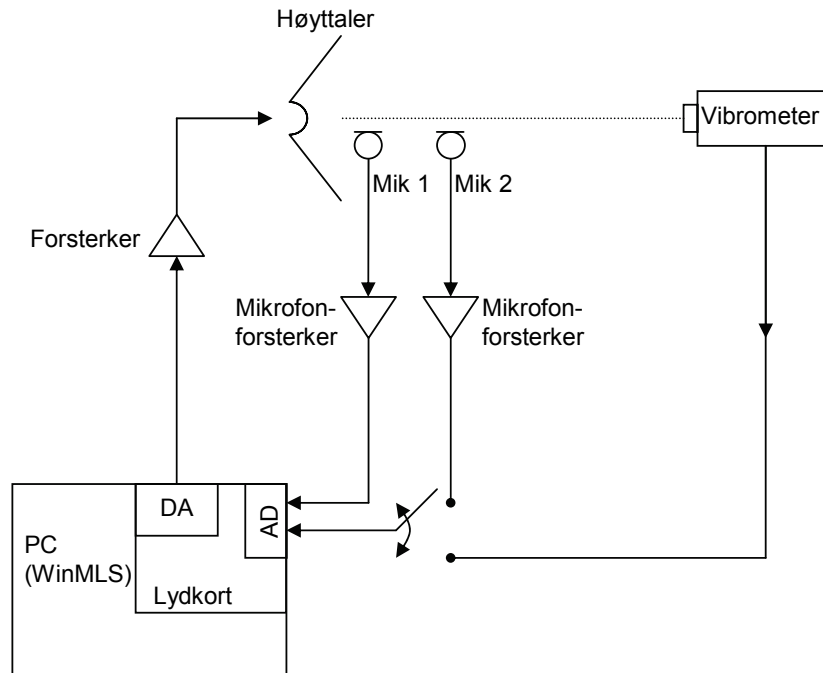 Høyttaler
Vibrometer
Mik 1
Mik 2
Forsterker
Mikrofon-
forsterker
Mikrofon-
forsterker
DA
AD
PC
(WinMLS)
Lydkort